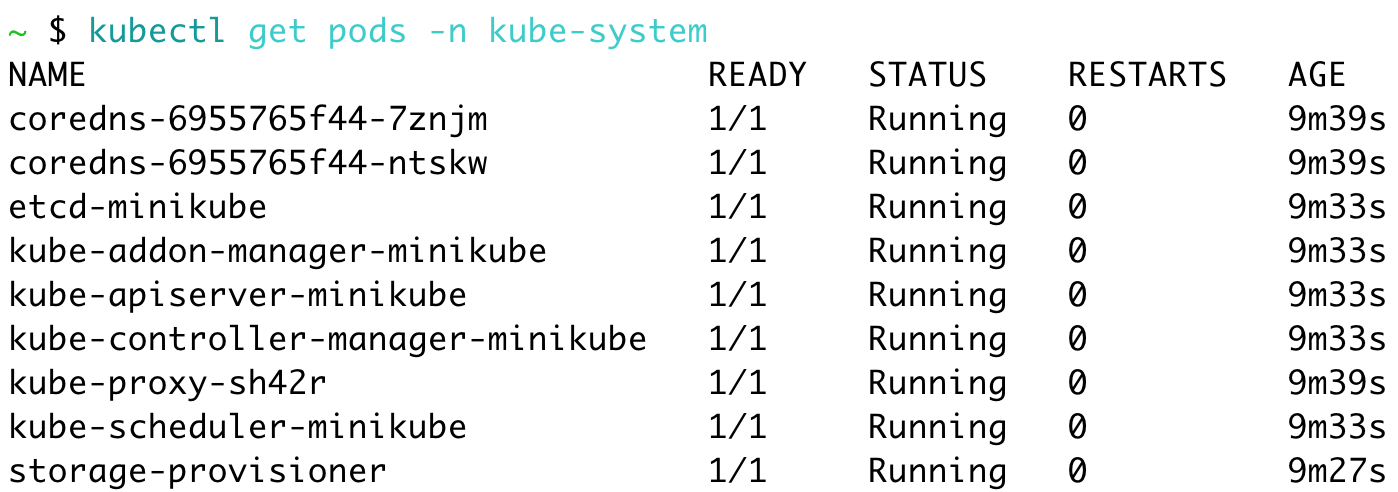 ~ $ kubectl get pods -n kube-system
NAME READY STATUS RESTARTS AGE
coredns-6955765f44-7znjm 1/1 Running 0 9m39s
coredns-6955765f44-ntskw 1/1 Running 0 9m39s
etcd-minikube 1/1 Running 0 9m33s
kube-addon-manager-minikube 1/1 Running 0 9m33s
kube-apiserver-minikube 1/1 Running 0 9m33s
kube-controller-manager-minikube 1/1 Running 0 9m33s
kube-proxy-sh42r 1/1 Running 0 9m39s
kube-scheduler-minikube 1/1 Running 0 9m33s
storage-provisioner 1/1 Running 0 9m27s